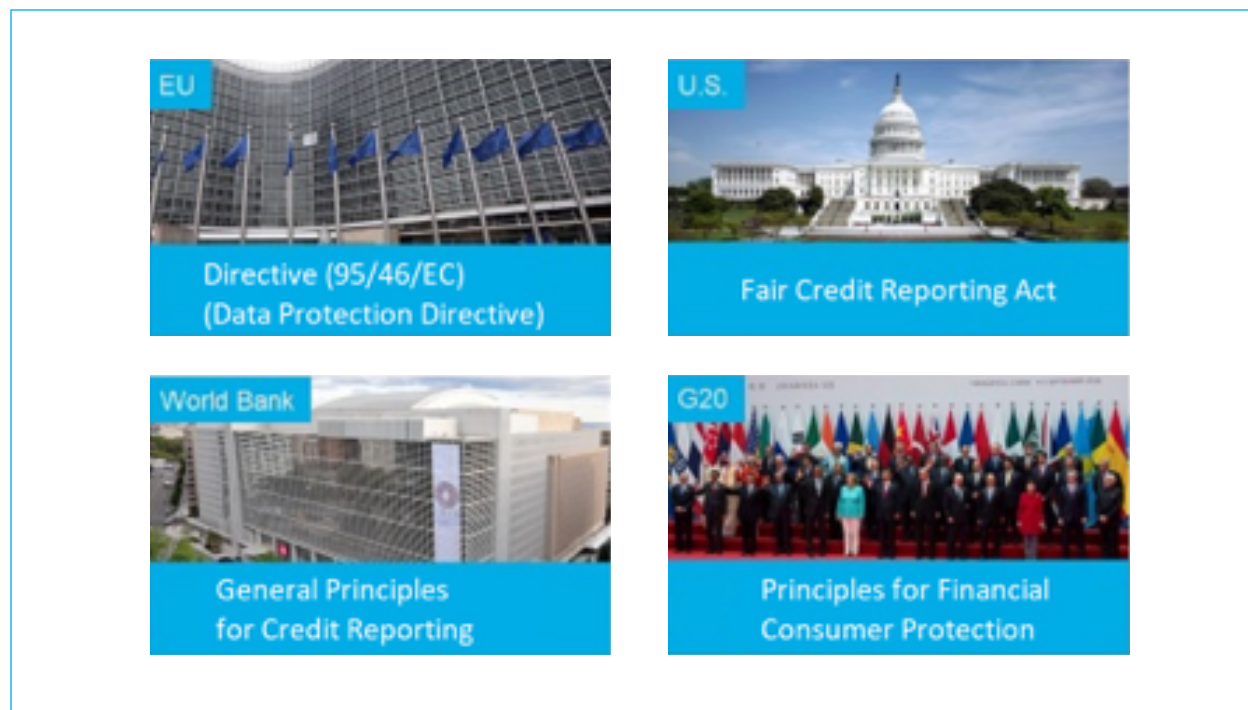 EU
Directive (95/46/EC)
(Data Protection Directive)
U.S.
Fair Credit Reporting Act
World Bank
General Principles
for Credit Reporting
G20
Principles for Financial
Consumer Protection